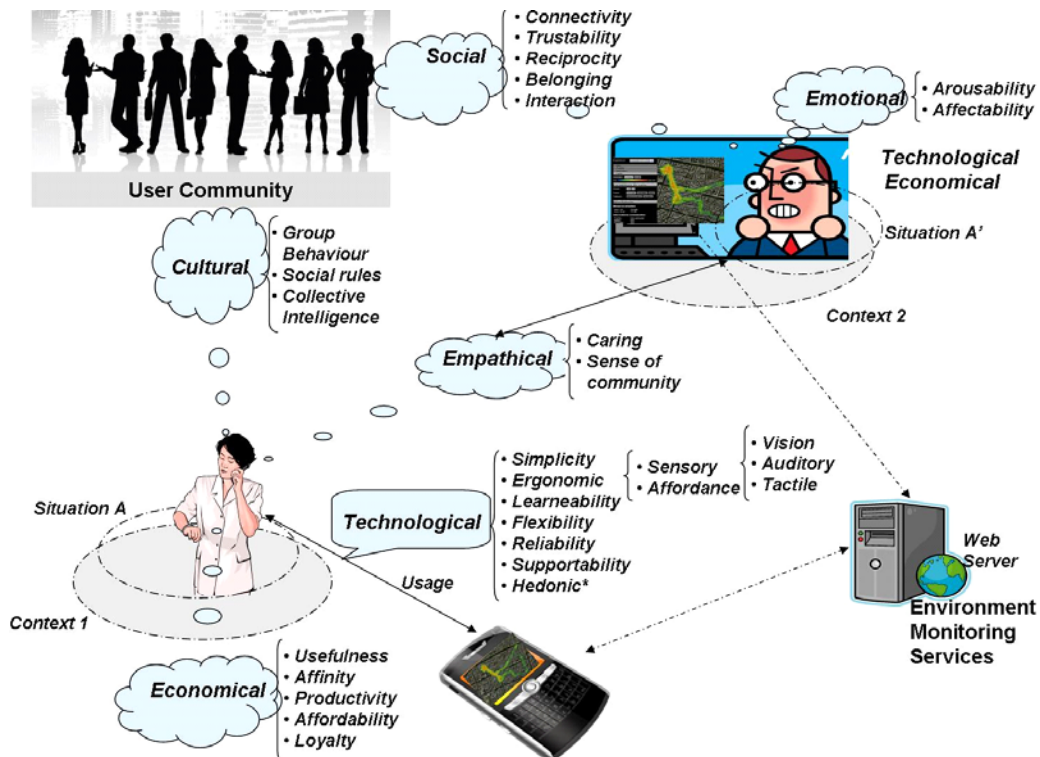 Social
• Connectivity
• Trustability
• Reciprocity
• Belonging
• Interaction
Emotional
• Arousability
• Affectability
User Community
Technological
Economical
Situation A'
Context 2
Cultural
• Group
Behaviour
• Social rules
• Collective
Intelligence
Empathical
• Caring
• Sense of
community
Technological
• Simplicity
• Ergonomic
• Learneability
• Flexibility
• Reliability
• Supportability
• Hedonic*
• Sensory
• Affordance
• Vision
• Auditory
• Tactile
Situation A
Context 1
Usage
Web
Server
Environment
Monitoring
Services
Economical
• Usefulness
• Affinity
• Productivity
• Affordability
• Loyalty